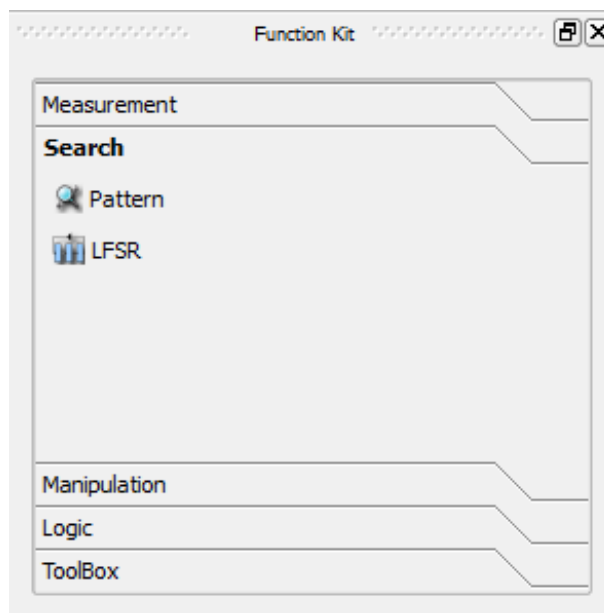 Function Kit
Measurement
Search
Pattern
LFSR
Manipulation
Logic
ToolBox